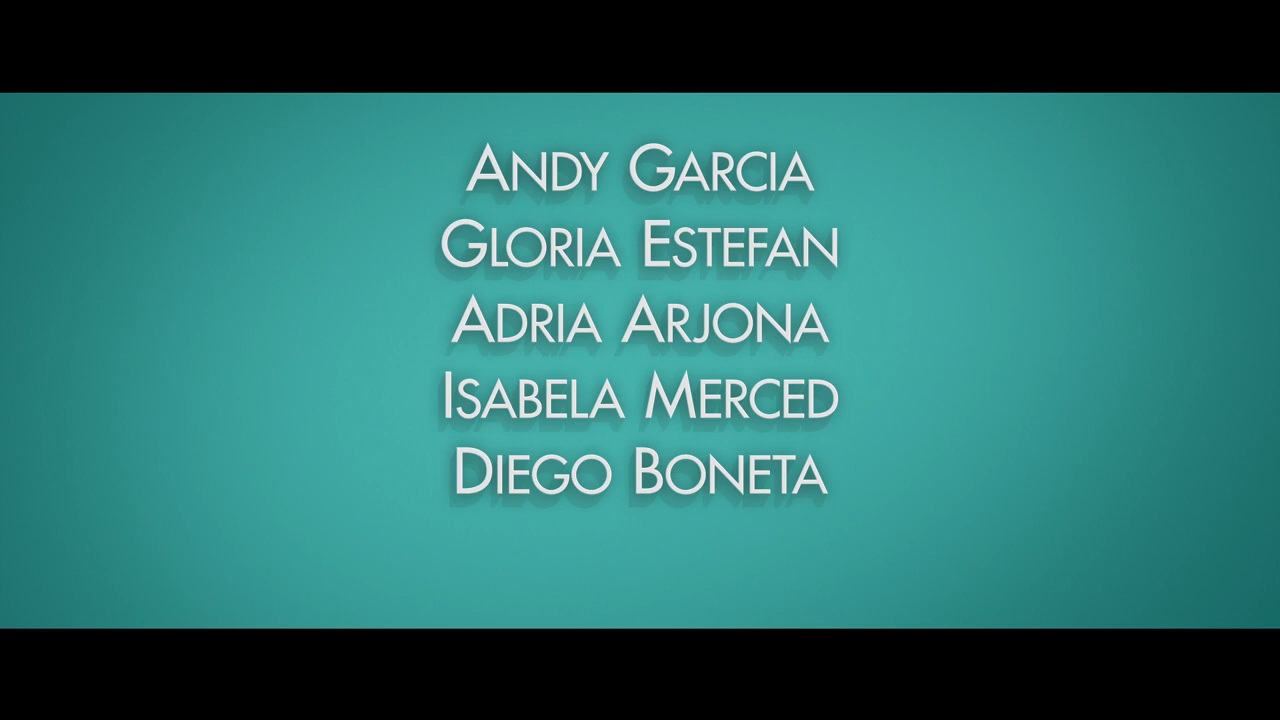 Andy Garcia
Gloria Estefan
Adria Arjona
Isabela Merced
Diego Boneta